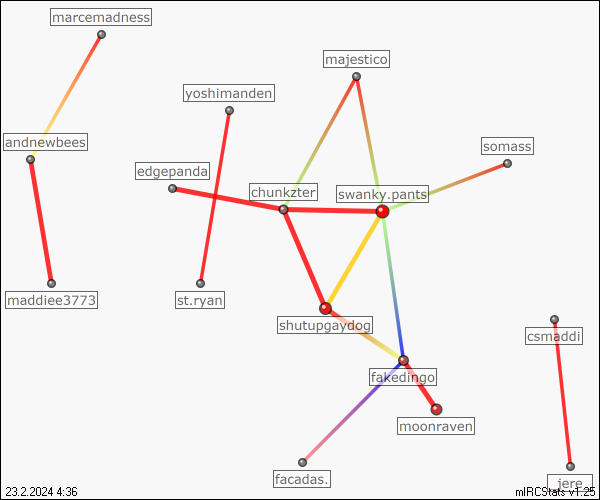 marcemadness
majestico
yoshimanden
andnewbees
somass
edgepanda
chunkzter
swanky.pants
maddiee3773
st.ryan
shutupgaydog
csmaddi
fakedingo
moonraven
facadas.
jere
23.2.2024 4:36
mIRCStats v1.25